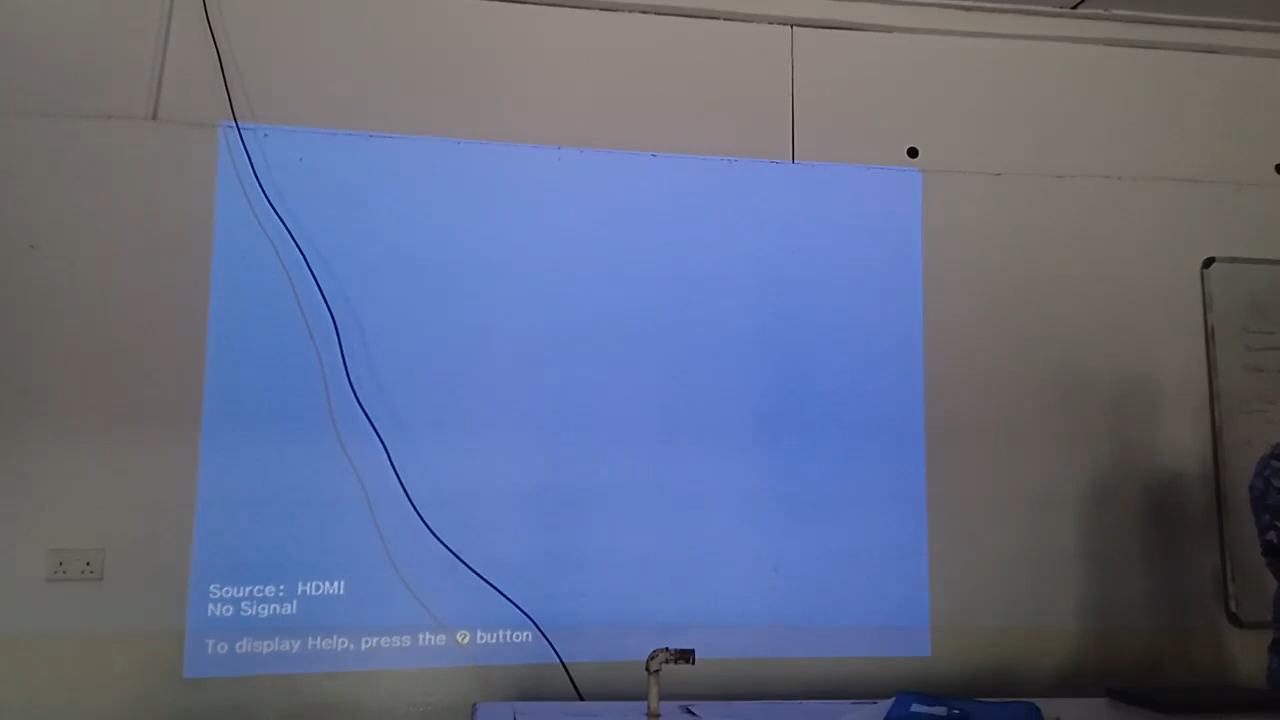 Source: HDMI
No Signal
To display Help, press the ? button